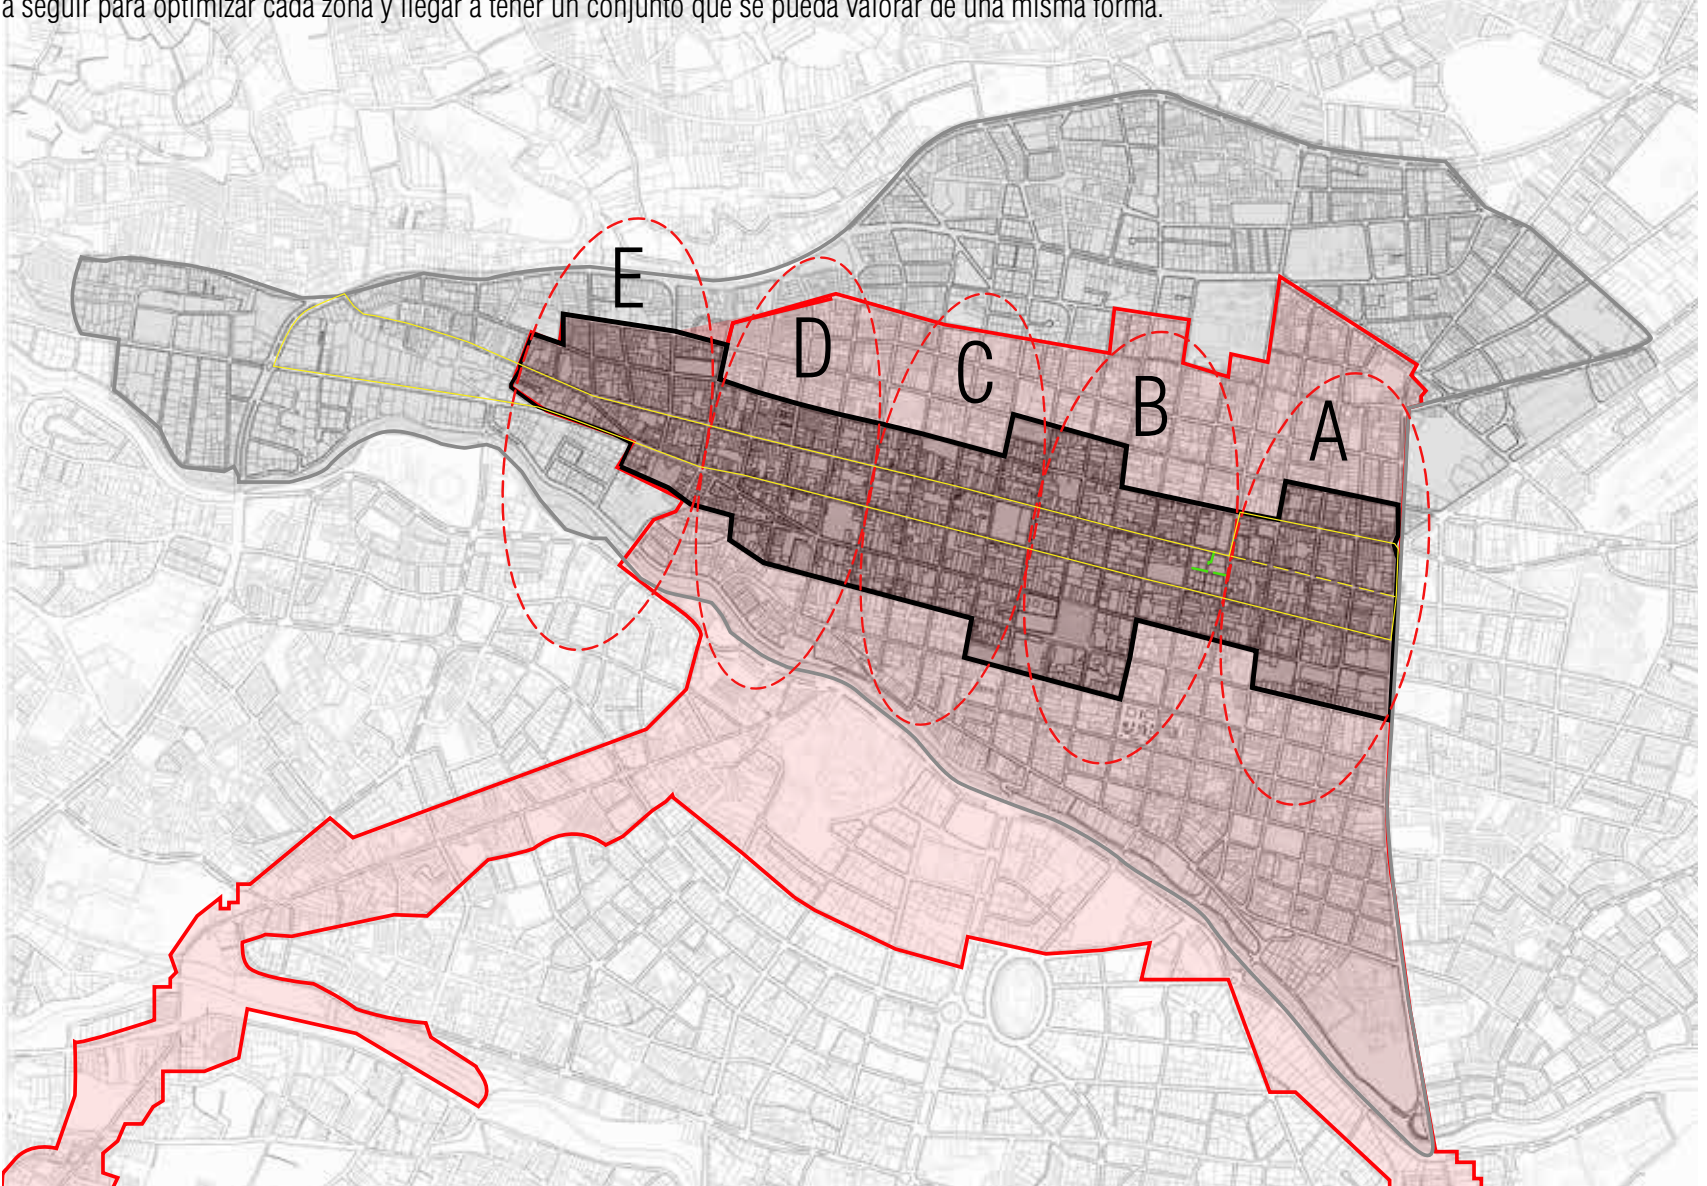 a seguir para optimizar cada zona y llegar a tener un conjunto que se pueda valorar de una misma forma.
E
D
C
B
A